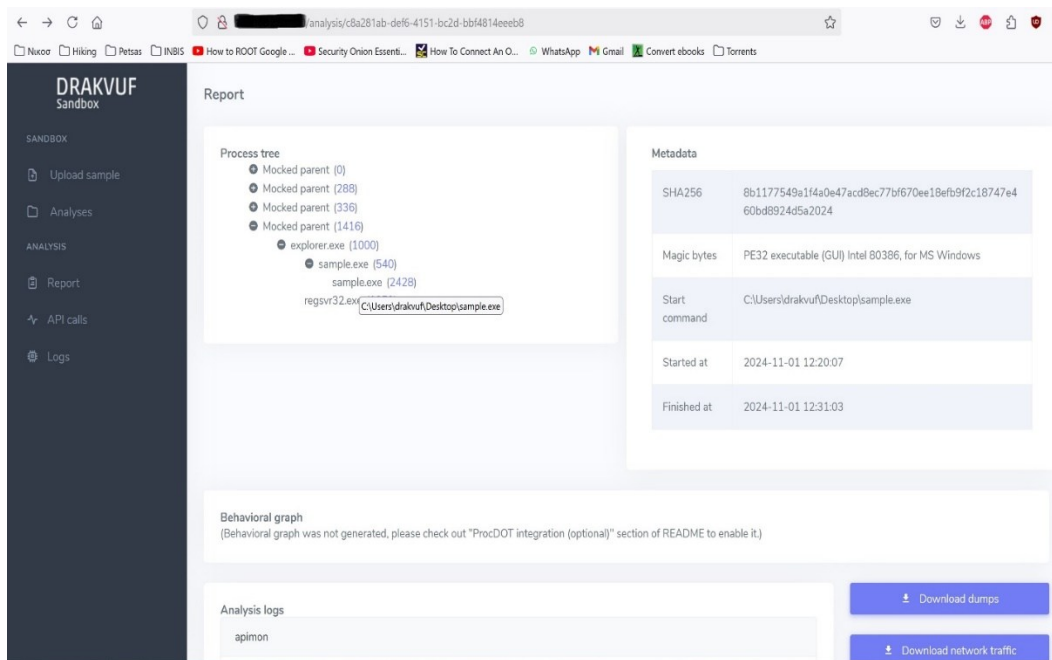 /analysis/c8a281ab-def6-4151-bc2d-bbf4814eeeb8
Νικοσ Hiking Petsas INBIS How to ROOT Google ... Security Onion Essenti... How To Connect An O... WhatsApp Gmail Convert ebooks Torrents
DRAKVUF
Sandbox
SANDBOX
Upload sample
Analyses
ANALYSIS
Report
API calls
Logs
Report
Process tree
Mocked parent (0)
Mocked parent (288)
Mocked parent (336)
Mocked parent (1416)
explorer.exe (1000)
sample.exe (540)
sample.exe (2428)
C:\Users\drakvuf\Desktop\sample.exe
Metadata
SHA256 8b1177549a1f4a0e47acd8ec77bf670ee18efb9f2c18747e4
60bd8924d5a2024
Magic bytes PE32 executable (GUI) Intel 80386, for MS Windows
Start C:\Users\drakvuf\Desktop\sample.exe
command
Started at 2024-11-01 12:20:07
Finished at 2024-11-01 12:31:03
Behavioral graph
(Behavioral graph was not generated, please check out "ProcDOT integration (optional)" section of README to enable it.)
Analysis logs
apimon
Download dumps
Download network traffic